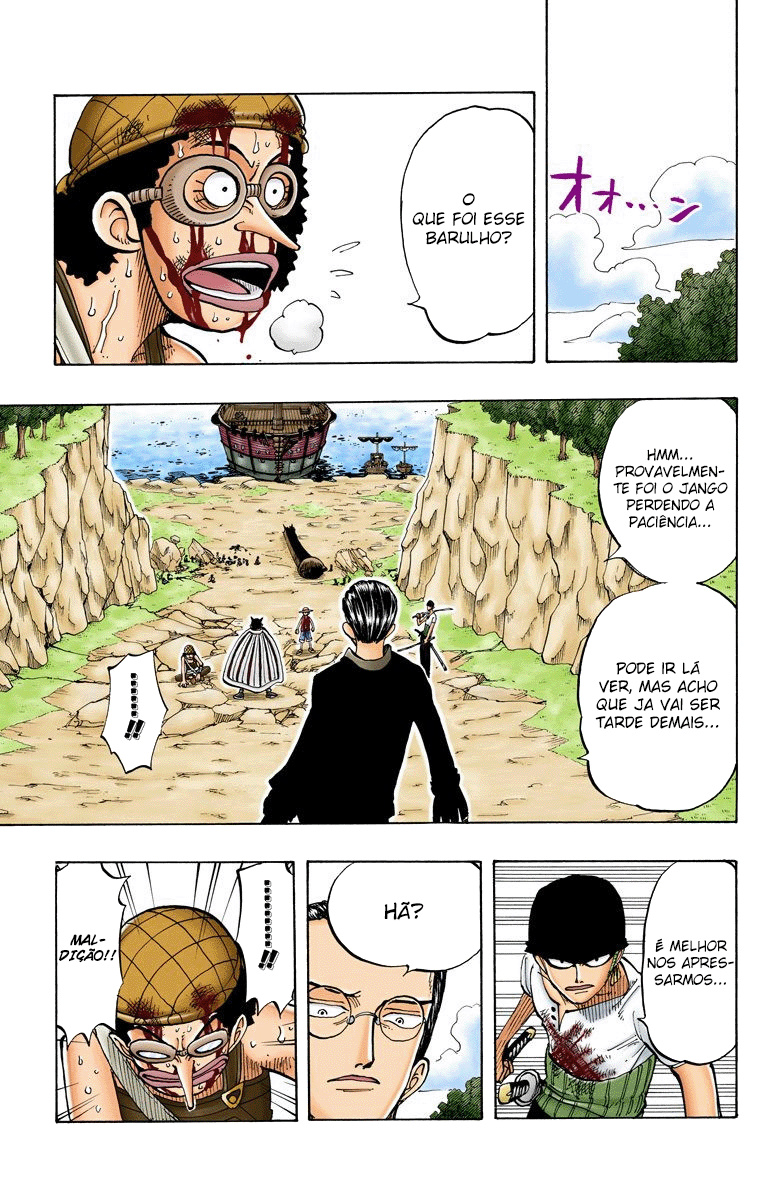 オオ…ン
O
QUE FOI ESSE
BARULHO?
HMM...
PROVAVELMEN-
TE FOI O JANGO
PERDENDO A
PACIÊNCIA...
PODE IR LÁ
VER, MAS ACHO
QUE JA VAI SER
TARDE DEMAIS...
........!!
É MELHOR
NOS APRES-
SARMOS...
HÃ?
..........!!
MAL-
DIÇÃO!!